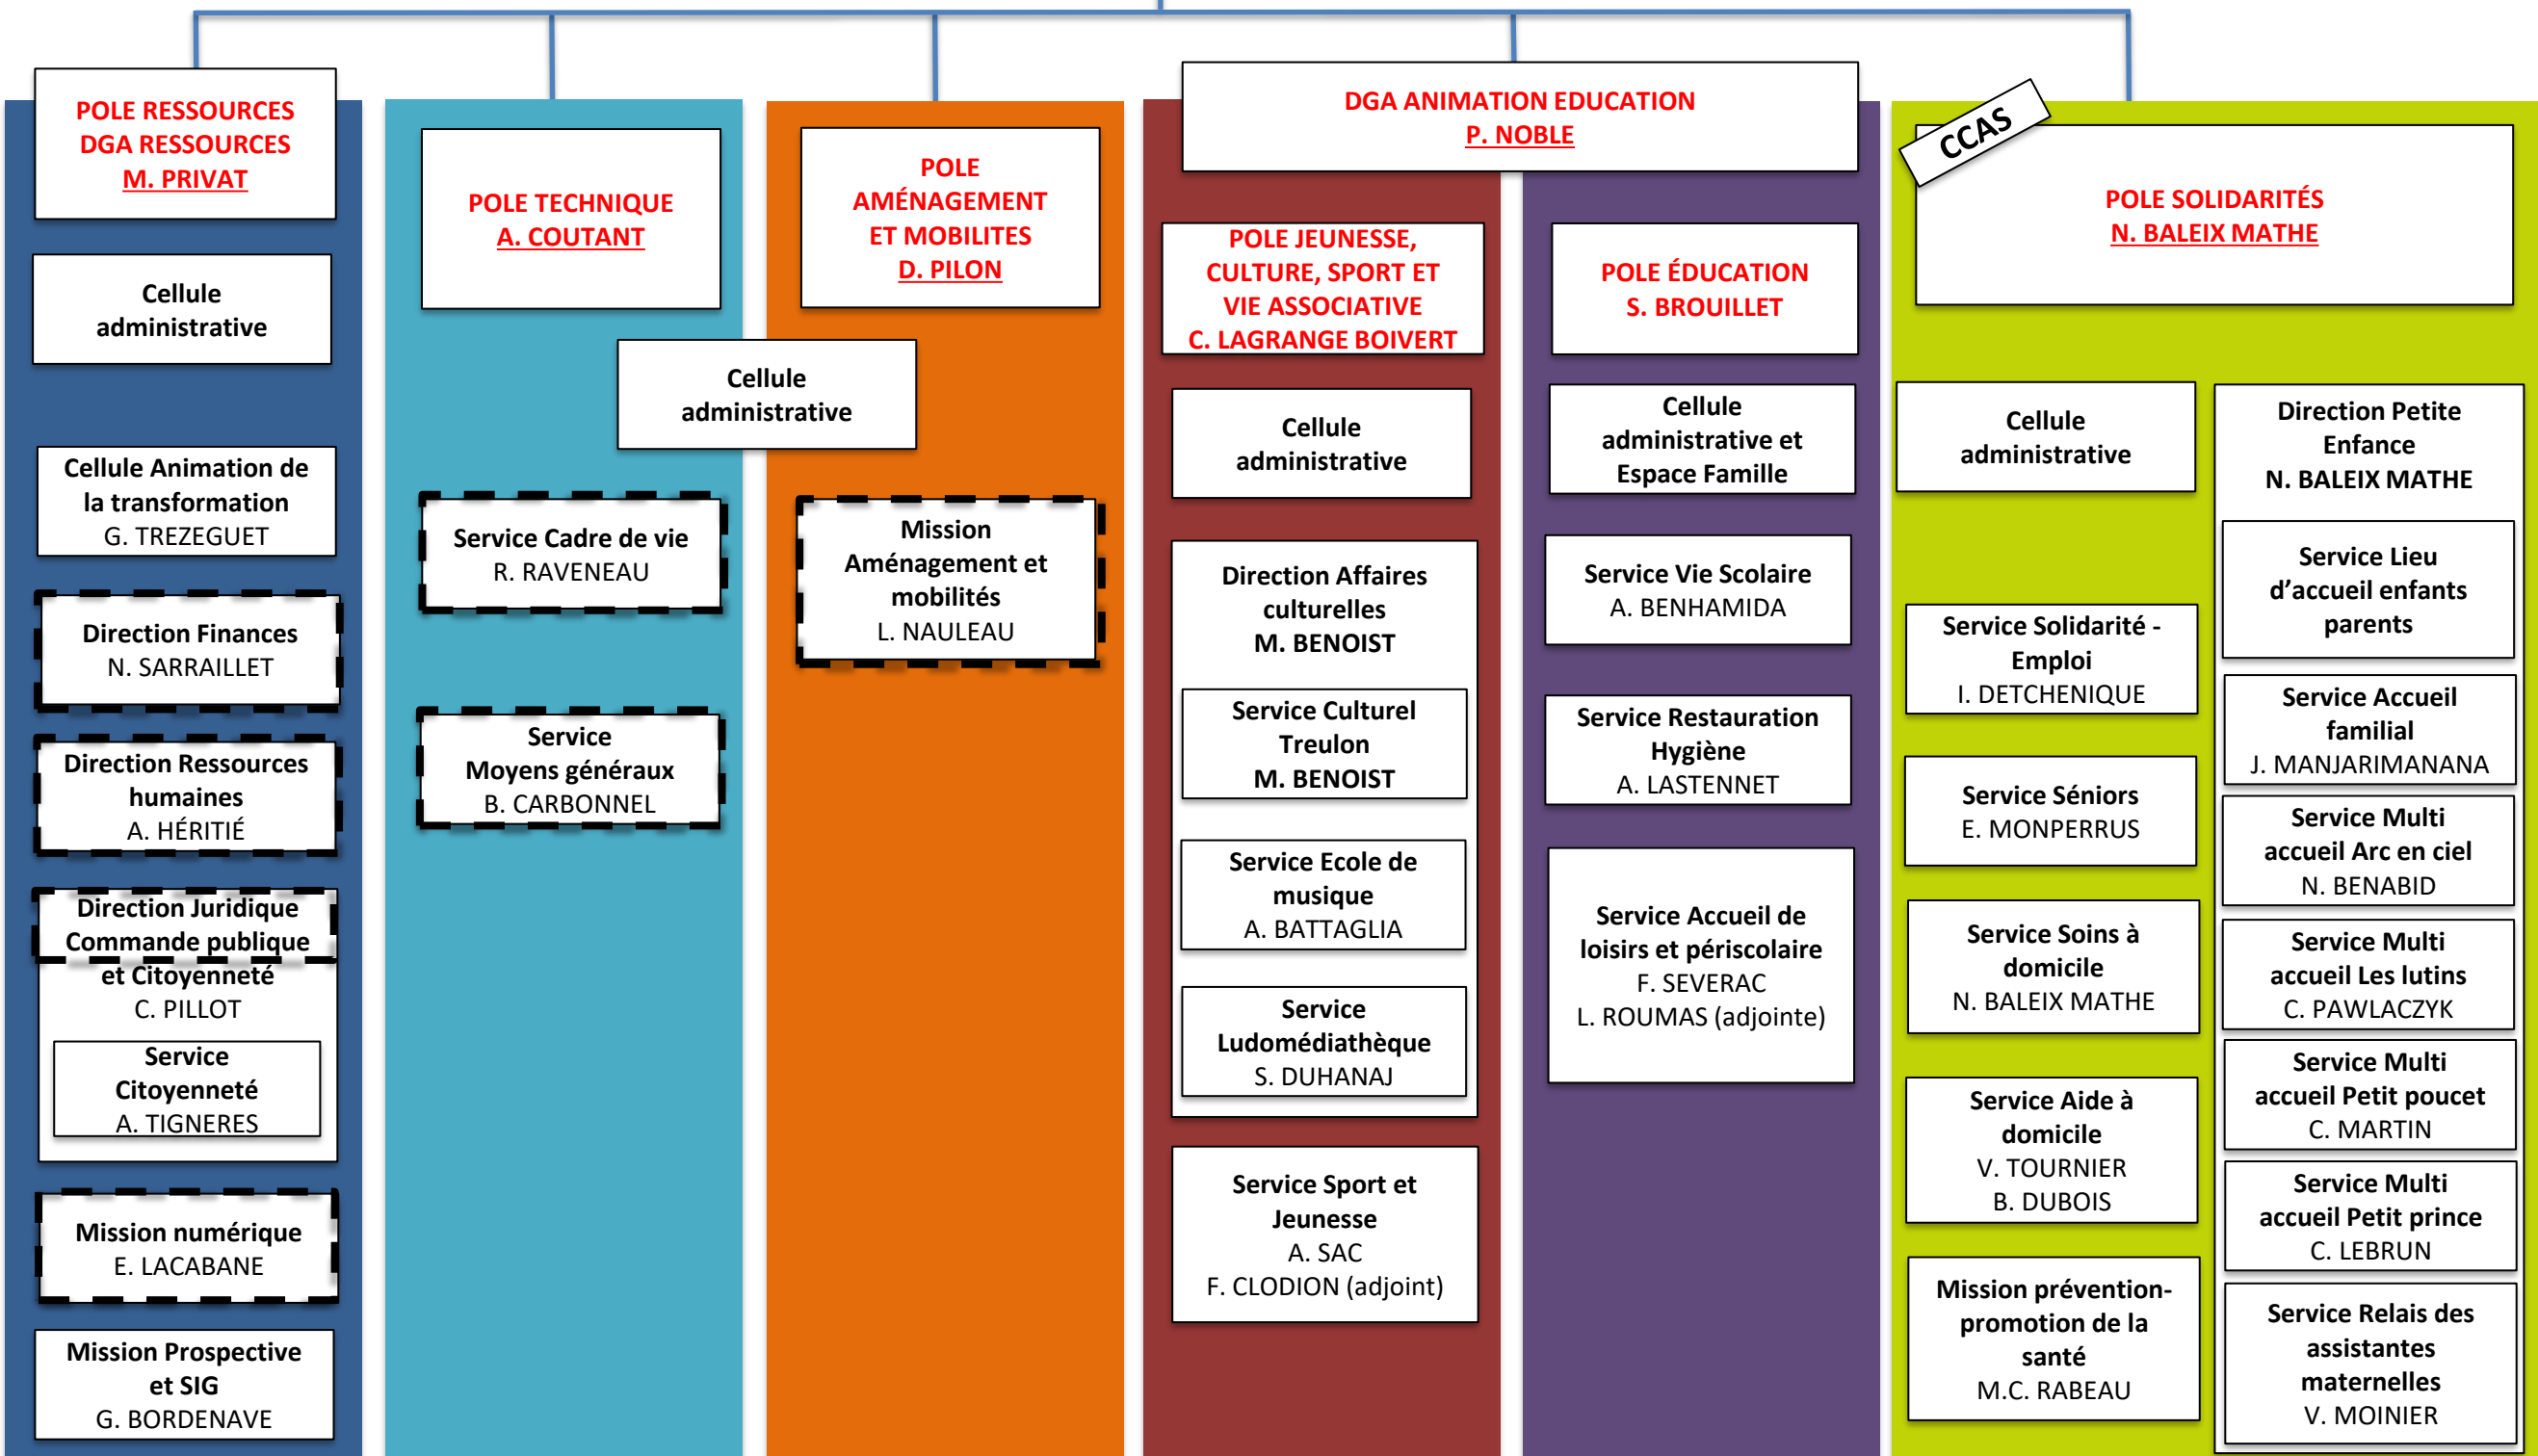 POLE RESSOURCES
DGA RESSOURCES
M. PRIVAT
Cellule
administrative
Cellule Animation de
la transformation
G. TREZEGUET
Direction Finances
N. SARRAILLET
Direction Ressources
humaines
A. HÉRITIÉ
Direction Juridique
Commande publique
et Citoyenneté
C. PILLOT
Service
Citoyenneté
A. TIGNERES
Mission numérique
E. LACABANE
Mission Prospective
et SIG
G. BORDENAVE
POLE TECHNIQUE
A. COUTANT
Cellule
administrative
Service Cadre de vie
R. RAVENEAU
Service
Moyens généraux
B. CARBONNEL
POLE
AMÉNAGEMENT
ET MOBILITES
D. PILON
Mission
Aménagement et
mobilités
L. NAULEAU
DGA ANIMATION EDUCATION
P. NOBLE
POLE JEUNESSE,
CULTURE, SPORT ET
VIE ASSOCIATIVE
C. LAGRANGE BOIVERT
Cellule
administrative
Direction Affaires
culturelles
M. BENOIST
Service Culturel
Treulon
M. BENOIST
Service Ecole de
musique
A. BATTAGLIA
Service
Ludomédiathèque
S. DUHANAJ
Service Sport et
Jeunesse
A. SAC
F. CLODION (adjoint)
POLE ÉDUCATION
S. BROUILLET
Cellule
administrative et
Espace Famille
Service Vie Scolaire
A. BENHAMIDA
Service Restauration
Hygiène
A. LASTENNET
Service Accueil de
loisirs et périscolaire
F. SEVERAC
L. ROUMAS (adjointe)
CCAS
POLE SOLIDARITÉS
N. BALEIX MATHE
Cellule
administrative
Service Solidarité -
Emploi
I. DETCHENIQUE
Service Séniors
E. MONPERRUS
Service Soins à
domicile
N. BALEIX MATHE
Service Aide à
domicile
V. TOURNIER
B. DUBOIS
Mission prévention-
promotion de la
santé
M.C. RABEAU
Direction Petite
Enfance
N. BALEIX MATHE
Service Lieu
d’accueil enfants
parents
Service Accueil
familial
J. MANJARIMANANA
Service Multi
accueil Arc en ciel
N. BENABID
Service Multi
accueil Les lutins
C. PAWLACZYK
Service Multi
accueil Petit poucet
C. MARTIN
Service Multi
accueil Petit prince
C. LEBRUN
Service Relais des
assistantes
maternelles
V. MOINIER